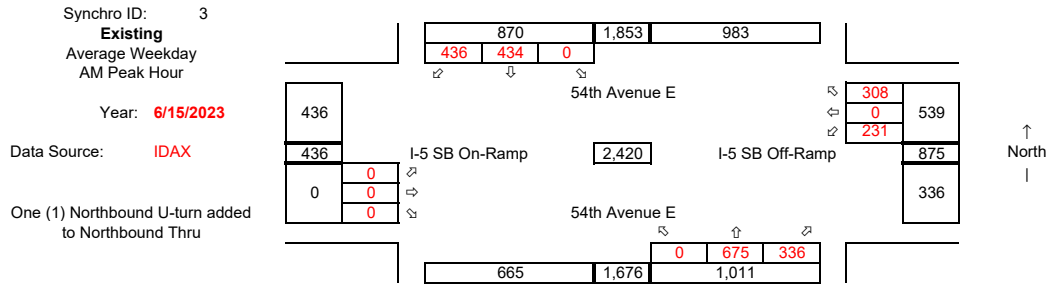 Synchro ID: 3
Existing
Average Weekday
AM Peak Hour
Year: 6/15/2023
Data Source: IDAX
One (1) Northbound U-turn added
to Northbound Thru
870 1,853 983
436 434 0
54th Avenue E
308
0
231
539
436
436
I-5 SB On-Ramp 2,420 I-5 SB Off-Ramp
875
North
0
0
0
0
336
54th Avenue E
0 675 336
665 1,676 1,011